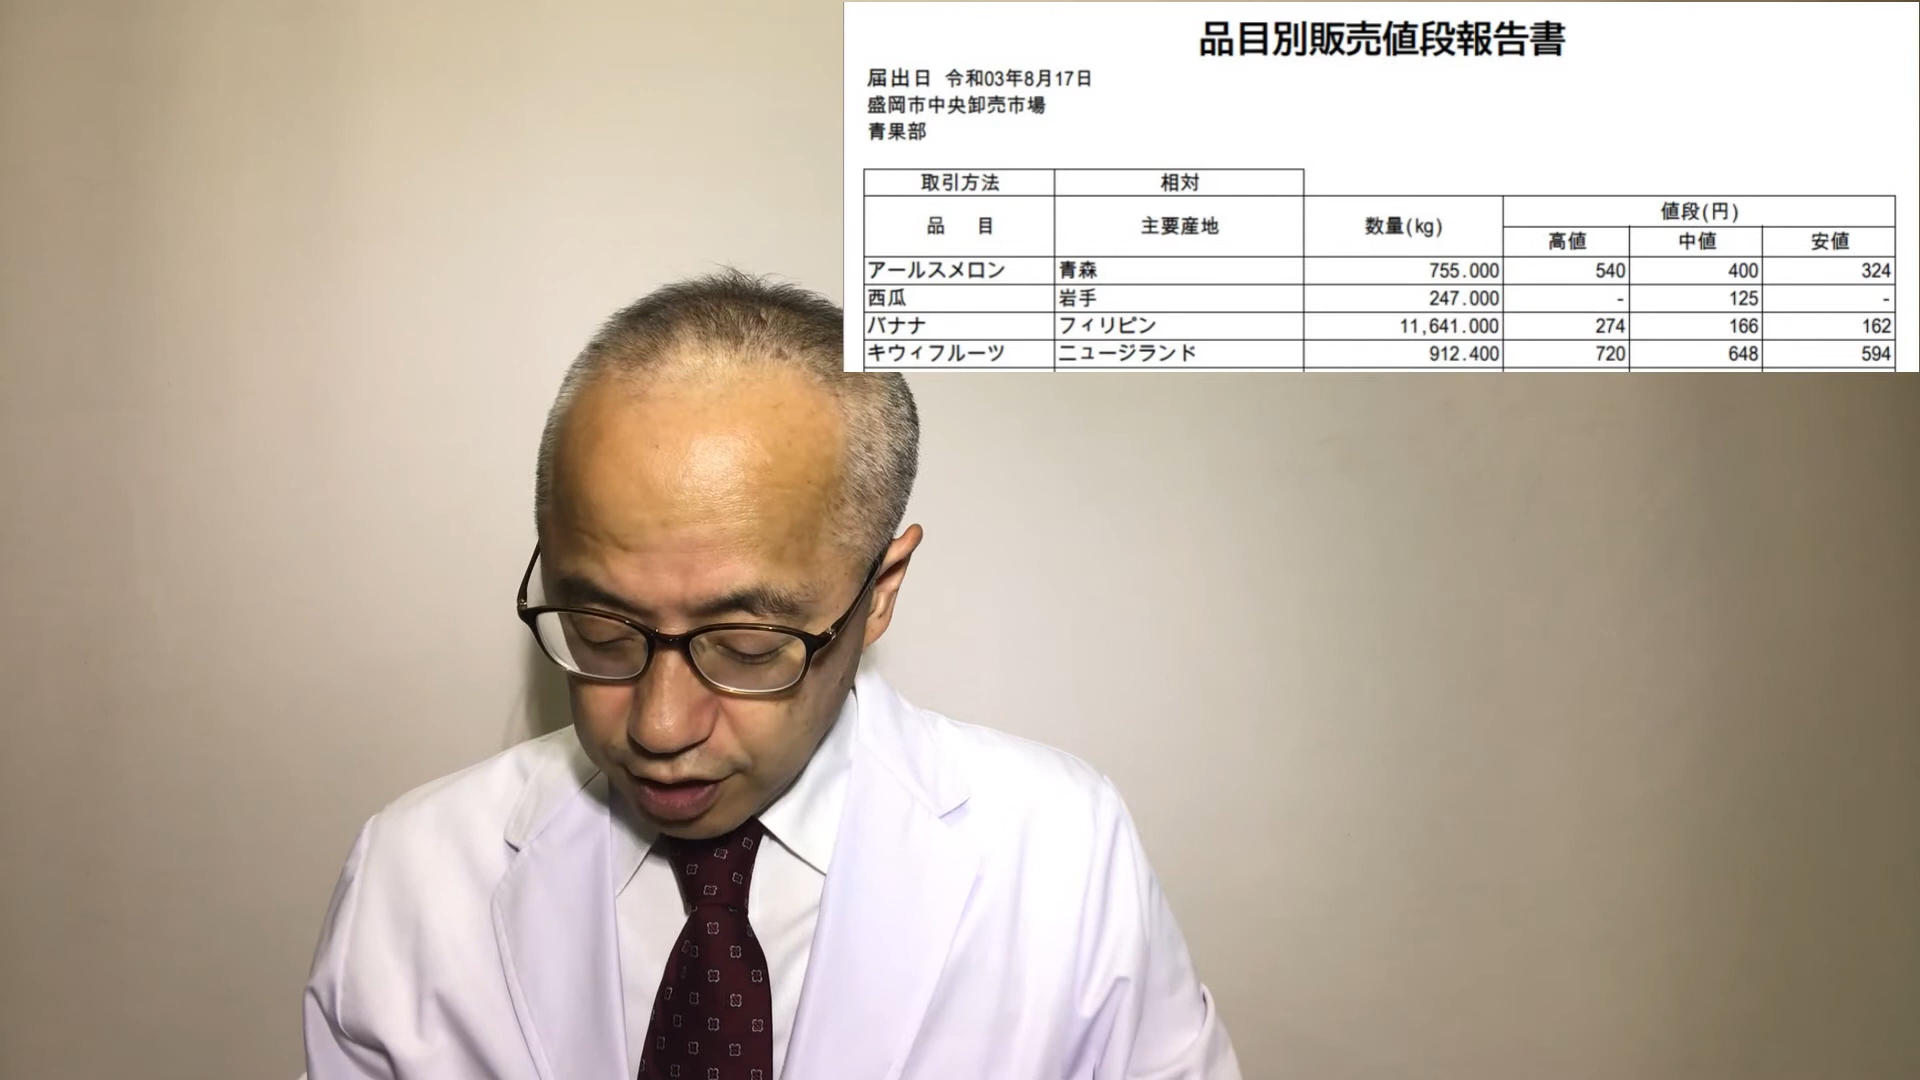 品目別販売値段報告書
届出日 令和03年8月17日
盛岡市中央卸売市場
青果部
取引方法 相対
品 目 主要産地 数量(kg) 値段(円)
高値 中値 安値
アールスメロン 青森 755.000 540 400 324
西瓜 岩手 247.000 - 125 -
バナナ フィリピン 11,641.000 274 166 162
キウィフルーツ ニュージランド 912.400 720 648 594